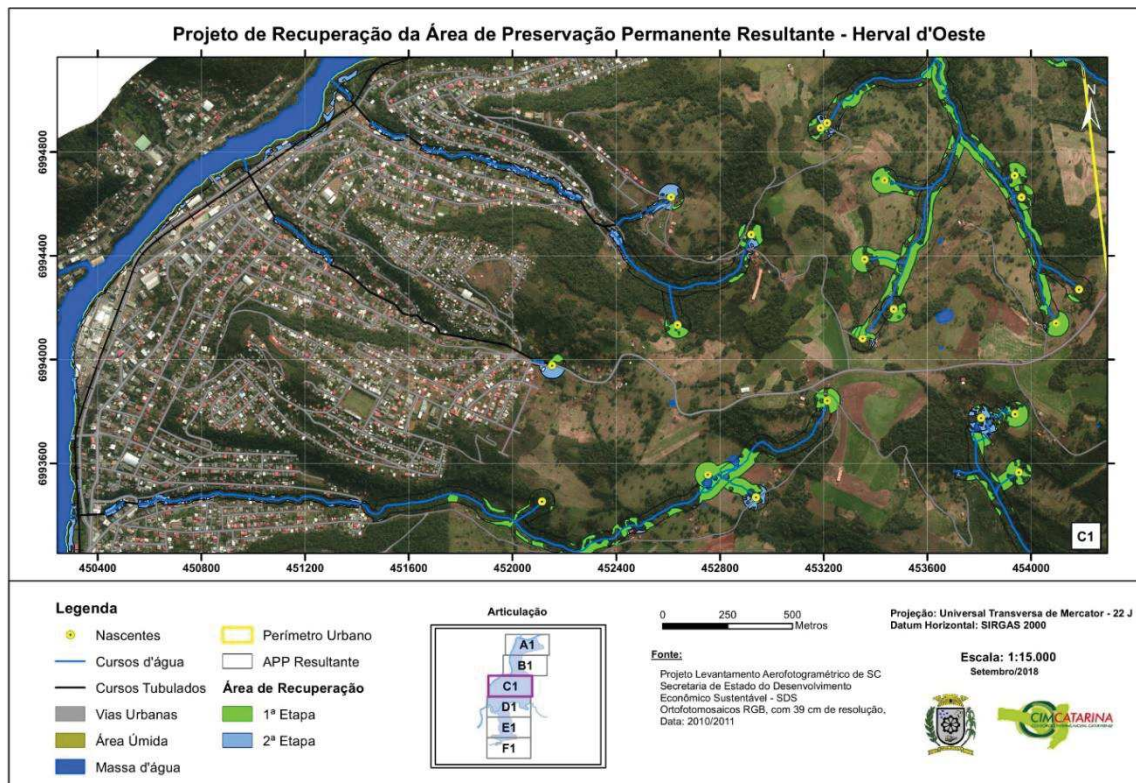 Projeto de Recuperação da Área de Preservação Permanente Resultante - Herval d'Oeste
N
6994800
6994400
6994000
6993600
C1
450400
450800
451200
451600
452000
452400
452800
453200
453600
454000
Legenda
Nascentes
Cursos d'água
Cursos Tubulados
Vias Urbanas
Área Úmida
Massa d'água
Perímetro Urbano
APP Resultante
Área de Recuperação
1ª Etapa
2ª Etapa
Articulação
A1
B1
C1
D1
E1
F1
0 250 500
Metros
Fonte:
Projeto Levantamento Aerofotogramétrico de SC
Secretaria de Estado do Desenvolvimento
Econômico Sustentável - SDS
Ortofotomosaicos RGB, com 39 cm de resolução,
Data: 2010/2011
Projeção: Universal Transversa de Mercator - 22 J
Datum Horizontal: SIRGAS 2000
Escala: 1:15.000
Setembro/2018
CIMCATARINA